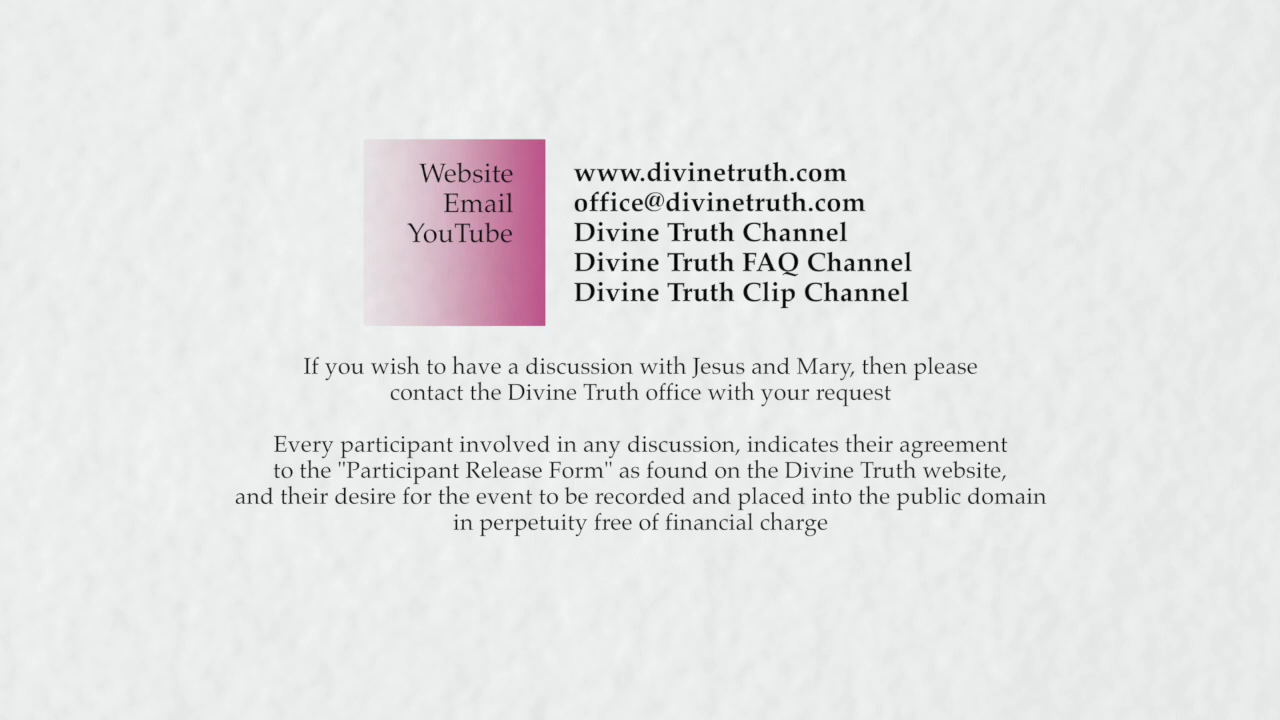 Website www.divinetruth.com
Email office@divinetruth.com
YouTube Divine Truth Channel
Divine Truth FAQ Channel
Divine Truth Clip Channel
If you wish to have a discussion with Jesus and Mary, then please
contact the Divine Truth office with your request
Every participant involved in any discussion, indicates their agreement
to the "Participant Release Form" as found on the Divine Truth website,
and their desire for the event to be recorded and placed into the public domain
in perpetuity free of financial charge